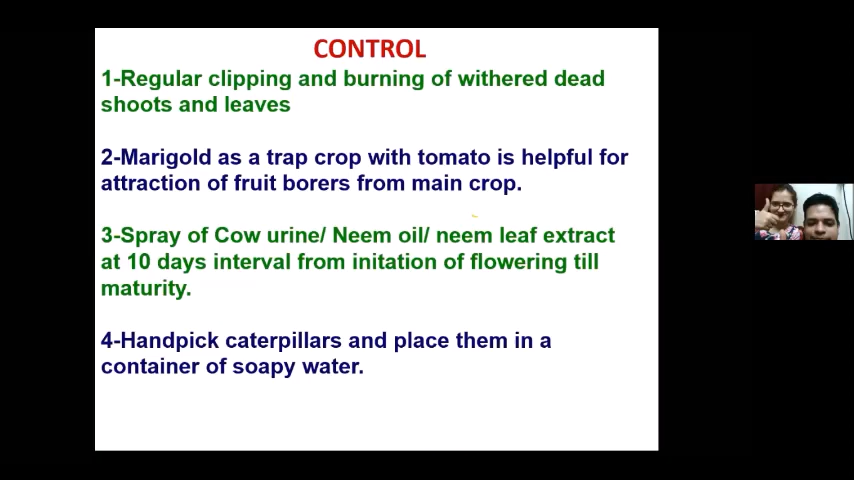 CONTROL
1-Regular clipping and burning of withered dead
shoots and leaves
2-Marigold as a trap crop with tomato is helpful for
attraction of fruit borers from main crop.
3-Spray of Cow urine/ Neem oil/ neem leaf extract
at 10 days interval from initation of flowering till
maturity.
4-Handpick caterpillars and place them in a
container of soapy water.